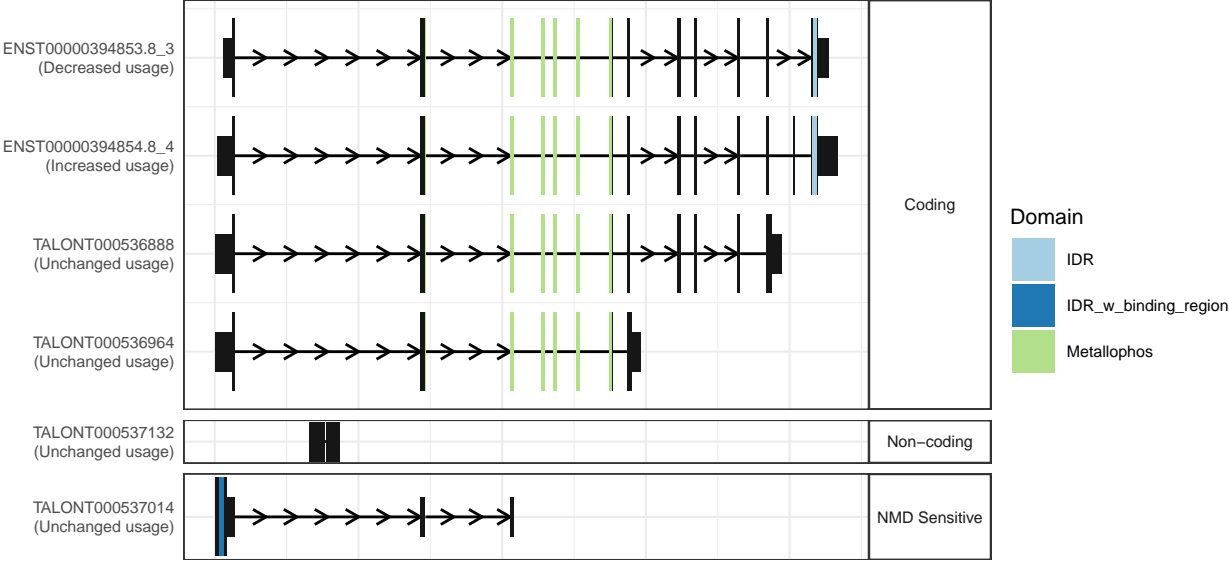 ENST00000394853.8_3
(Decreased usage)
ENST00000394854.8_4
(Increased usage)
TALONT000536888
(Unchanged usage)
TALONT000536964
(Unchanged usage)
Coding
TALONT000537132
(Unchanged usage)
Non−coding
TALONT000537014
(Unchanged usage)
NMD Sensitive
Domain
IDR
IDR_w_binding_region
Metallophos